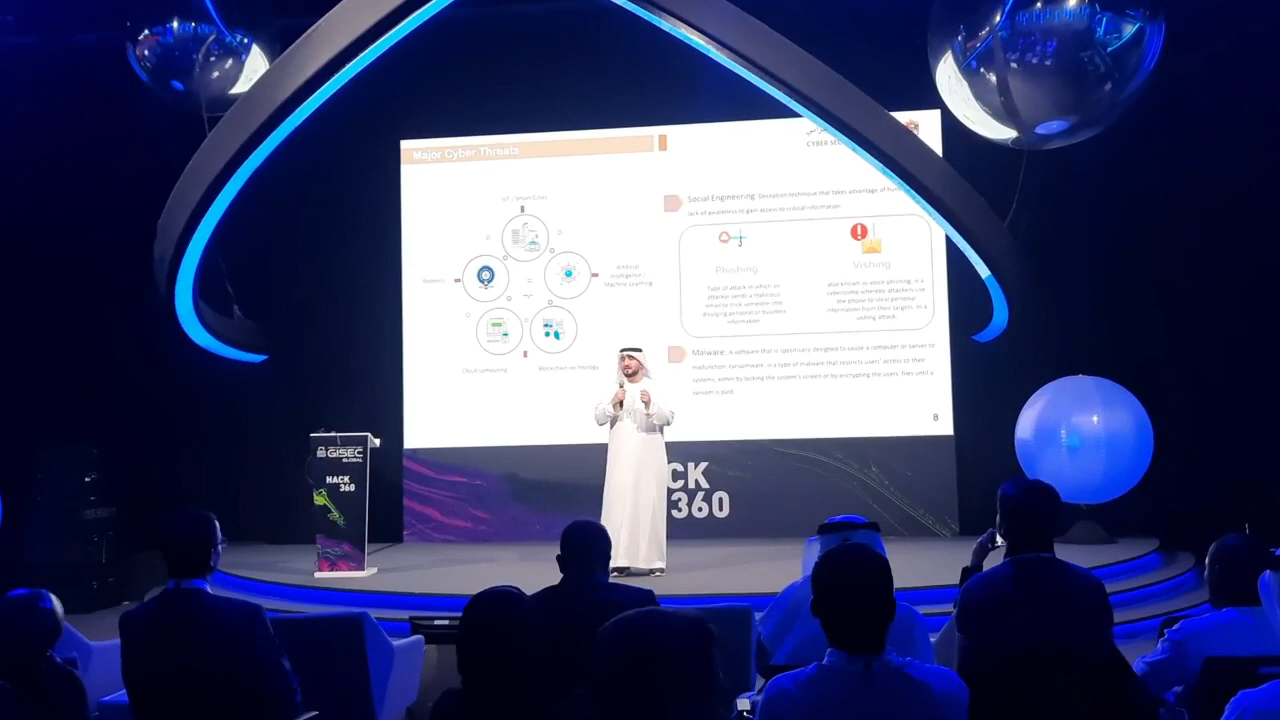 Major Cyber Threats
CYBER SEC
IoT / Smart Cities
Robotics
Artificial
Intelligence /
Machine Learning
Cloud computing
Blockchain technology
Social Engineering: Deception technique that takes advantage of
lack of awareness to gain access to critical information.
Phishing
Type of attack in which an
attacker sends a malicious
email to trick someone into
divulging personal or business
information.
Vishing
also known as voice phishing, is a
cybercrime whereby attackers use
the phone to steal personal
information from their targets. In a
vishing attack,
Malware: A software that is specifically designed to cause a computer or server to
malfunction. ransomware: is a type of malware that restricts users' access to their
systems, either by locking the system's screen or by encrypting the users' files until a
ransom is paid.
8
GISEC
GLOBAL
HACK
360
CK
360